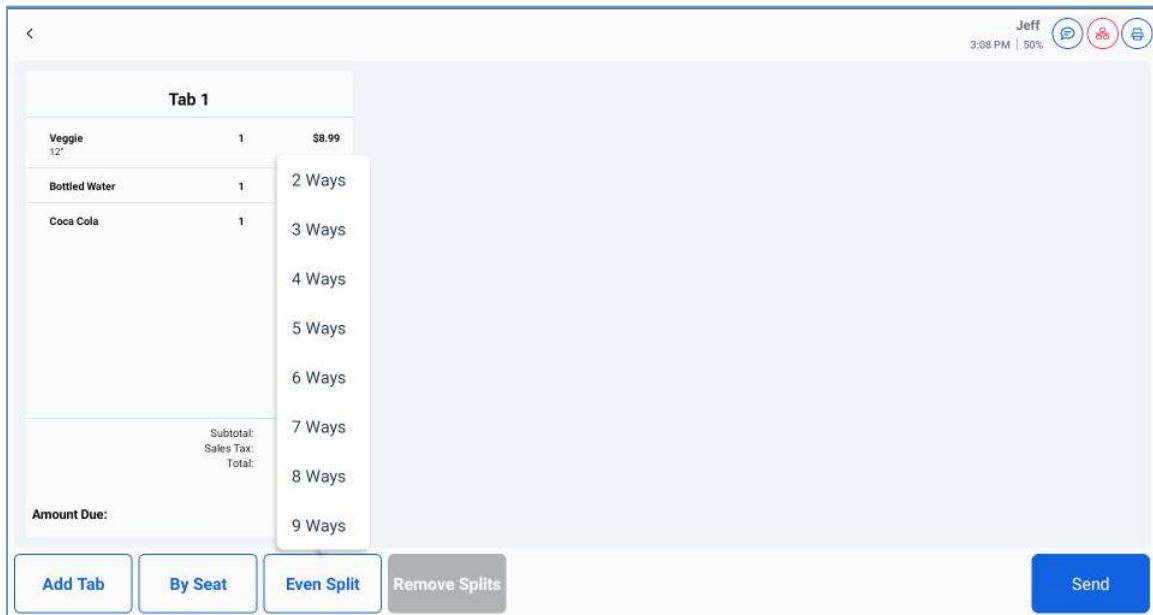 Jeff
3:08 PM | 50%
Tab 1
Veggie 1 $8.99
12"
Bottled Water 1
Coca Cola 1
2 Ways
3 Ways
4 Ways
5 Ways
6 Ways
7 Ways
8 Ways
9 Ways
Subtotal:
Sales Tax:
Total:
Amount Due:
Add Tab By Seat Even Split Remove Splits Send